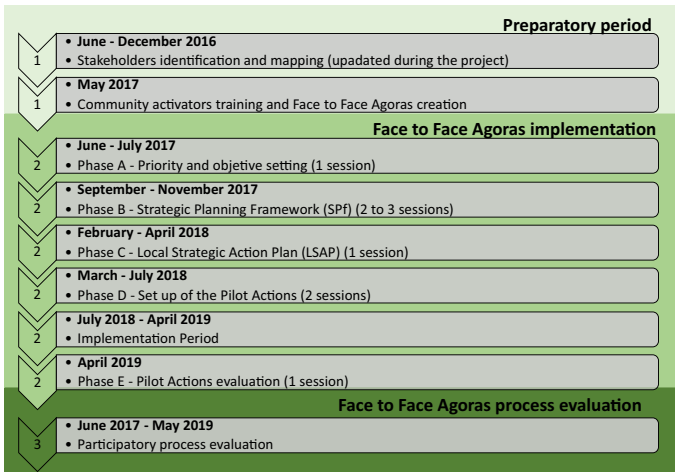 Preparatory period
1
• June - December 2016
• Stakeholders identification and mapping (upadated during the project)
1
• May 2017
• Community activators training and Face to Face Agoras creation
Face to Face Agoras implementation
2
• June - July 2017
• Phase A - Priority and objetive setting (1 session)
2
• September - November 2017
• Phase B - Strategic Planning Framework (SPf) (2 to 3 sessions)
2
• February - April 2018
• Phase C - Local Strategic Action Plan (LSAP) (1 session)
2
• March - July 2018
• Phase D - Set up of the Pilot Actions (2 sessions)
2
• July 2018 - April 2019
• Implementation Period
2
• April 2019
• Phase E - Pilot Actions evaluation (1 session)
Face to Face Agoras process evaluation
3
• June 2017 - May 2019
• Participatory process evaluation